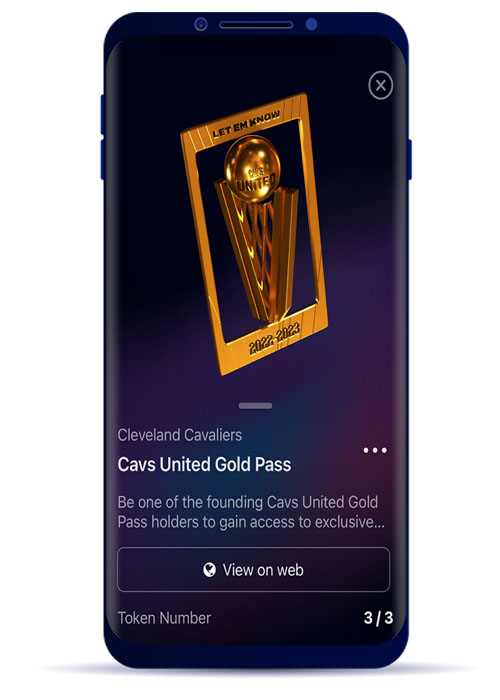 LET EM KNOW
CAVS
UNITED
2022-2023
Cleveland Cavaliers
Cavs United Gold Pass
Be one of the founding Cavs United Gold
Pass holders to gain access to exclusive...
View on web
Token Number
3 / 3